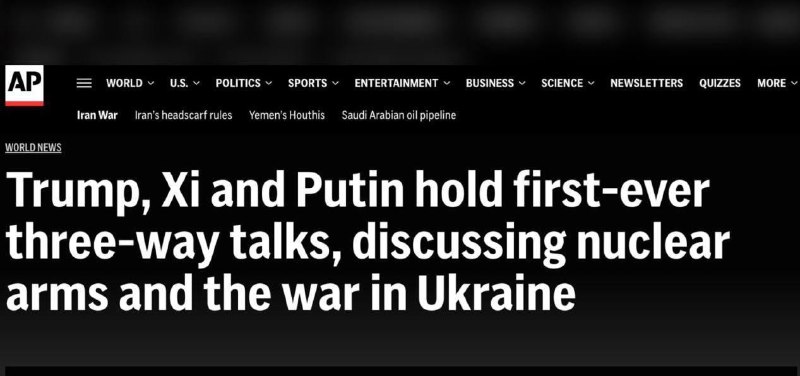 AP
WORLD U.S. POLITICS SPORTS ENTERTAINMENT BUSINESS SCIENCE NEWSLETTERS QUIZZES MORE
Iran War Iran's headscarf rules Yemen's Houthis Saudi Arabian oil pipeline
WORLD NEWS
Trump, Xi and Putin hold first-ever
three-way talks, discussing nuclear
arms and the war in Ukraine